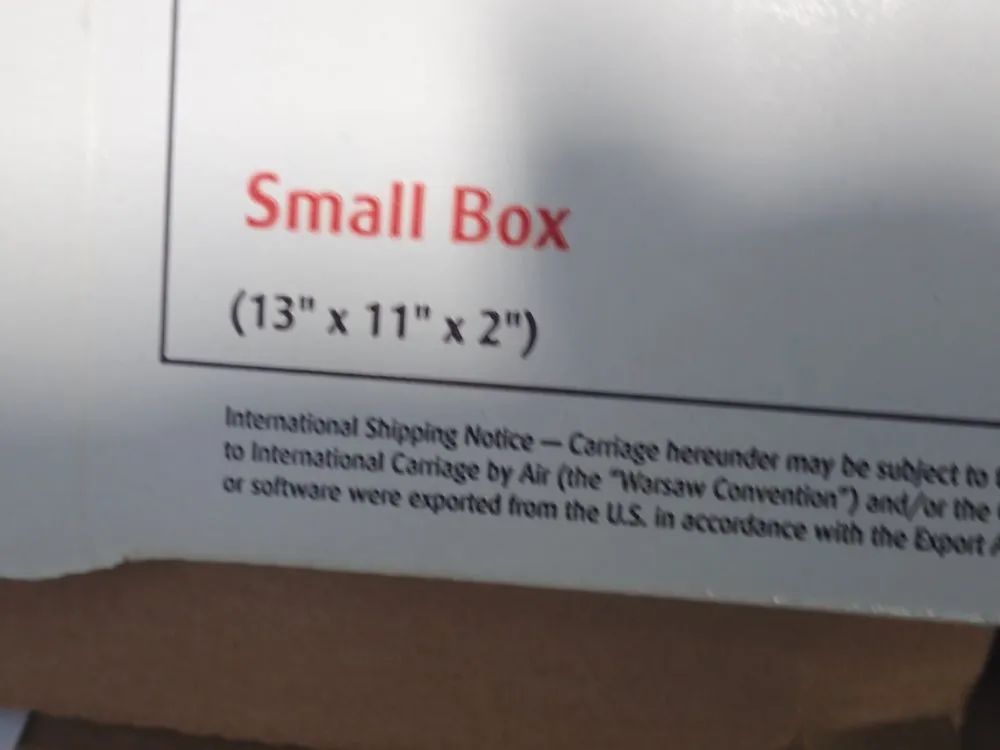 Small Box
(13" x 11" x 2")
International Shipping Notice — Carriage hereunder may be subject to
to International Carriage by Air (the "Warsaw Convention") and/or the
or software were exported from the U.S. in accordance with the Export